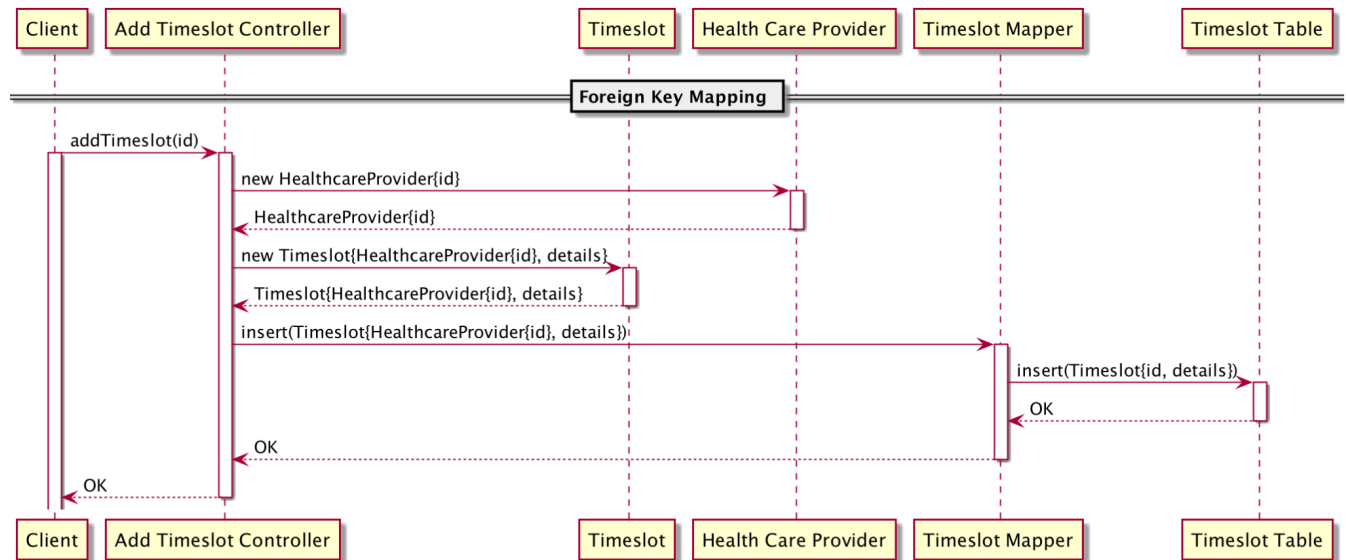 Client Add Timeslot Controller Timeslot Health Care Provider Timeslot Mapper Timeslot Table
Foreign Key Mapping
addTimeslot(id)
new HealthcareProvider{id}
HealthcareProvider{id}
new Timeslot{HealthcareProvider{id}, details}
Timeslot{HealthcareProvider{id}, details}
insert(Timeslot{HealthcareProvider{id}, details})
insert(Timeslot{id, details})
OK
OK
OK
Client Add Timeslot Controller Timeslot Health Care Provider Timeslot Mapper Timeslot Table